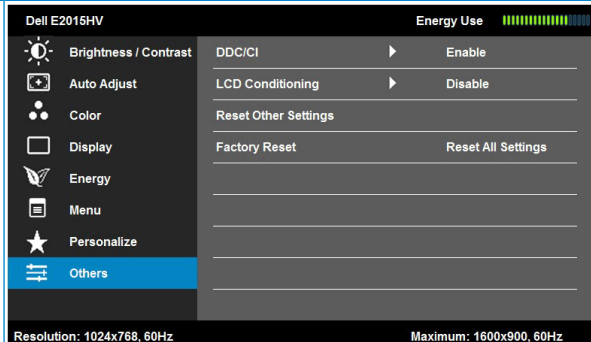 Dell E2015HV Energy Use
Brightness / Contrast DDC/CI Enable
Auto Adjust LCD Conditioning Disable
Color Reset Other Settings
Display Factory Reset Reset All Settings
Energy
Menu
Personalize
Others
Resolution: 1024x768, 60Hz Maximum: 1600x900, 60Hz